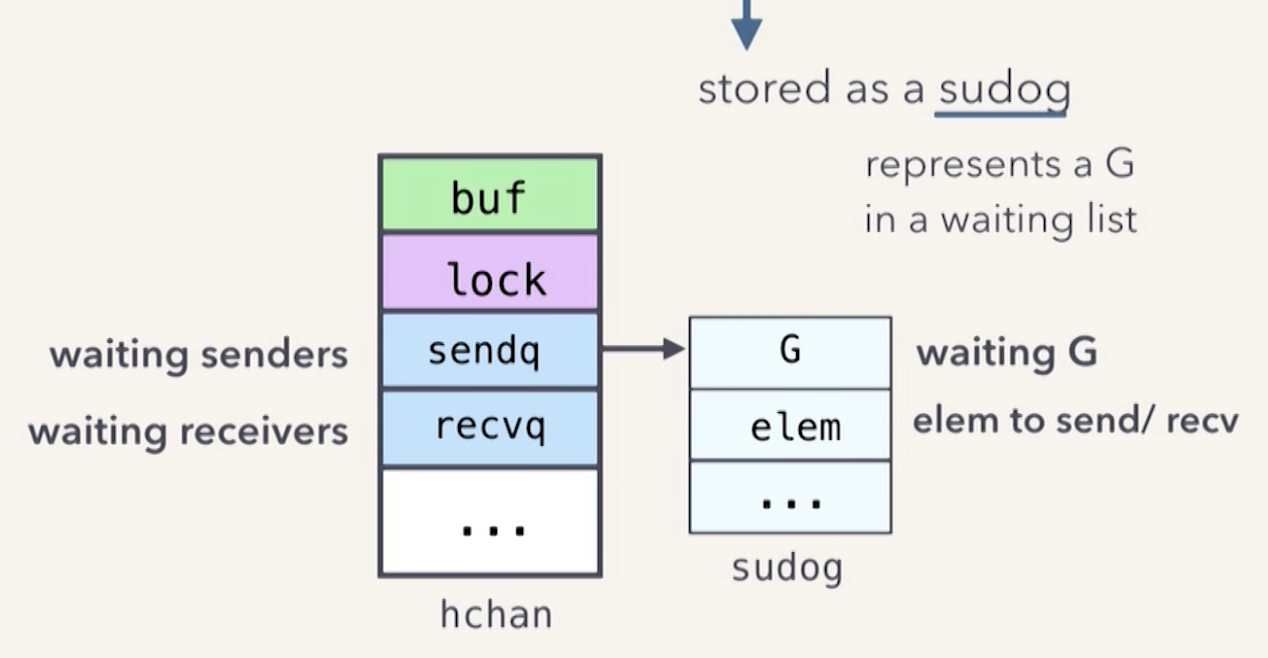 stored as a sudog
represents a G
in a waiting list
buf
lock
waiting senders
sendq
G
waiting G
waiting receivers
recvq
elem
elem to send/ recv
...
...
sudog
hchan